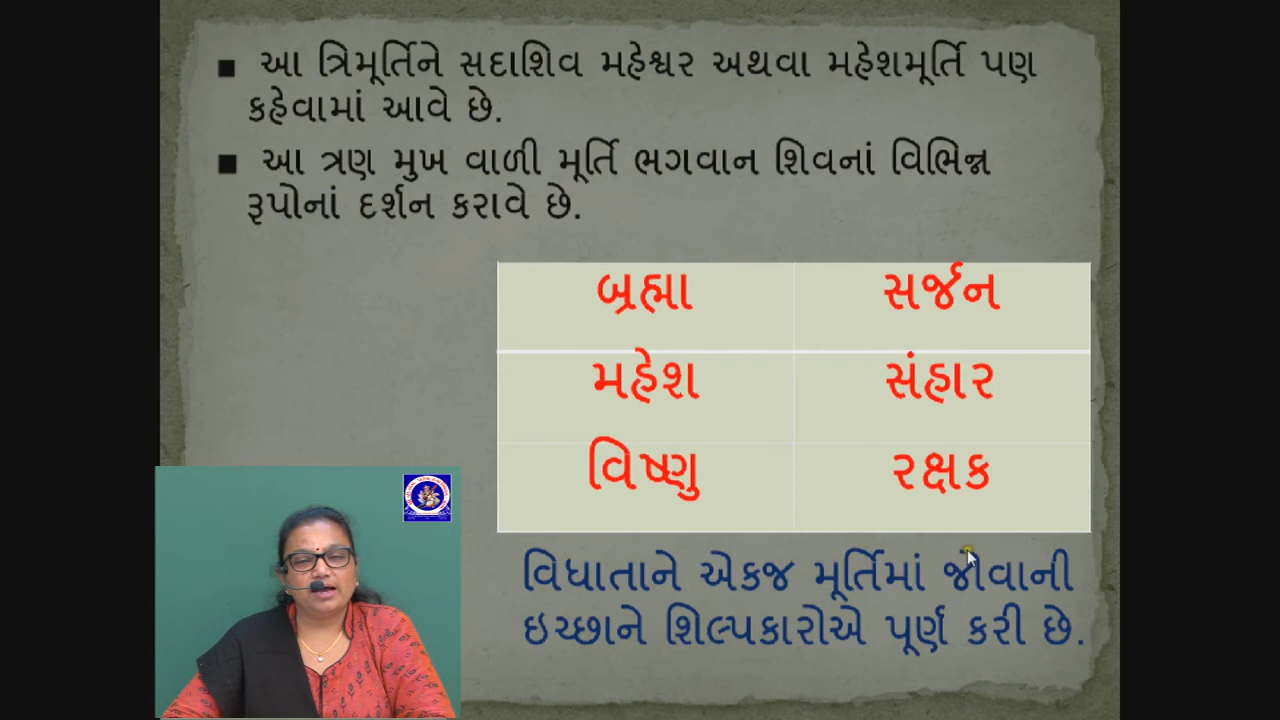 આ ત્રિમૂર્તિને સદાશિવ મહેશ્વર અથવા મહેશમૂર્તિ પણ
કહેવામાં આવે છે.
આ ત્રણ મુખ વાળી મૂર્તિ ભગવાન શિવનાં વિભિન્ન
રૂપોનાં દર્શન કરાવે છે.
બ્રહ્મા સર્જન
મહેશ સંહાર
વિષ્ણુ રક્ષક
વિધાતાને એકજ મૂર્તિમાં જોવાની
ઇચ્છાને શિલ્પકારોએ પૂર્ણ કરી છે.